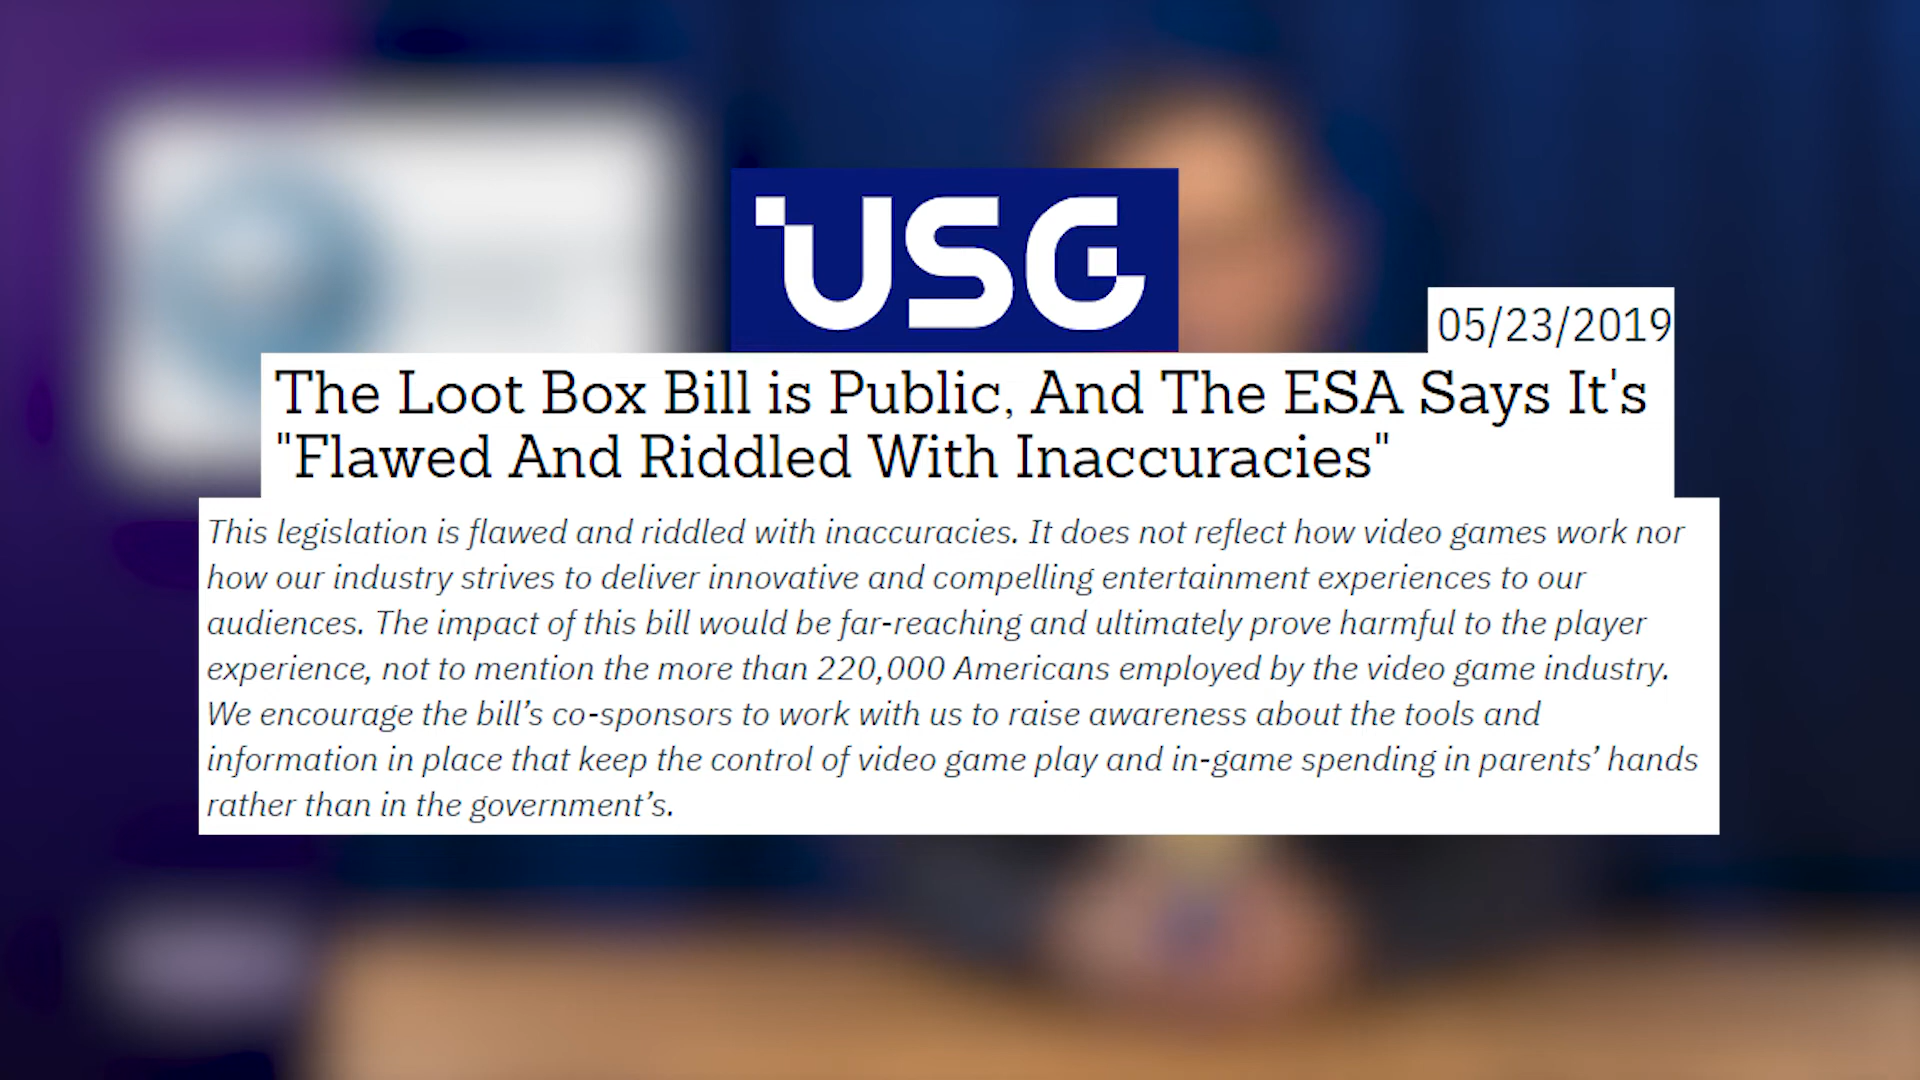 USG
05/23/2019
The Loot Box Bill is Public, And The ESA Says It's
"Flawed And Riddled With Inaccuracies"
This legislation is flawed and riddled with inaccuracies. It does not reflect how video games work nor
how our industry strives to deliver innovative and compelling entertainment experiences to our
audiences. The impact of this bill would be far-reaching and ultimately prove harmful to the player
experience, not to mention the more than 220,000 Americans employed by the video game industry.
We encourage the bill’s co-sponsors to work with us to raise awareness about the tools and
information in place that keep the control of video game play and in-game spending in parents’ hands
rather than in the government’s.